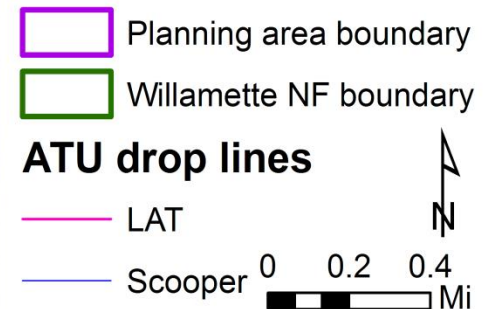 Planning area boundary
Willamette NF boundary
ATU drop lines
LAT
N
Scooper
0 0.2 0.4
Mi